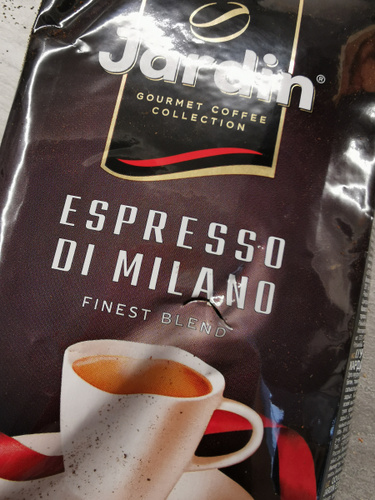 Jardin®
GOURMET COFFEE
COLLECTION
ESPRESSO
DI MILANO
FINEST BLEND